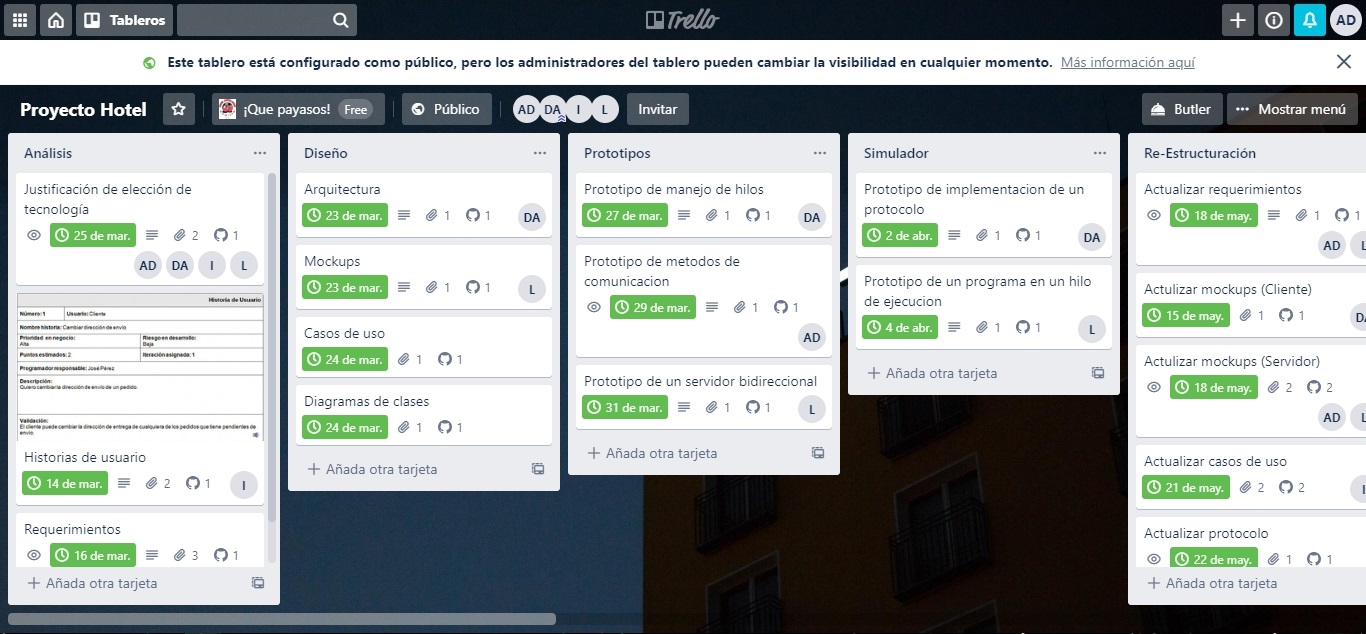 Tableros
Trello
AD
Este tablero está configurado como público, pero los administradores del tablero pueden cambiar la visibilidad en cualquier momento. Más información aquí
Proyecto Hotel
¡Que payasos! Free
Público
AD DA I L
Invitar
Butler
Mostrar menú
Análisis
Justificación de elección de
tecnología
25 de mar. 2 1
AD DA I L
Historia de Usuario
Número: 1 Usuario: Cliente
Nombre historia: Cambiar dirección de envío
Prioridad en negocio:
Alta
Riesgo en desarrollo:
Baja
Puntos estimados: 2 Iteración asignada: 1
Programador responsable: José Pérez
Descripción:
Quiero cambiar la dirección de envío de un pedido.
Validación:
El cliente puede cambiar la dirección de entrega de cualquiera de los pedidos que tiene pendientes de
envío.
Historias de usuario
14 de mar. 2 1 I
Requerimientos
16 de mar. 3 1
Añada otra tarjeta
Diseño
Arquitectura
23 de mar. 1 1 DA
Mockups
23 de mar. 1 1 L
Casos de uso
24 de mar. 1 1
Diagramas de clases
24 de mar. 1 1
Añada otra tarjeta
Prototipos
Prototipo de manejo de hilos
27 de mar. 1 1 DA
Prototipo de metodos de
comunicacion
29 de mar. 1 1
AD
Prototipo de un servidor bidireccional
31 de mar. 1 1 L
Añada otra tarjeta
Simulador
Prototipo de implementacion de un
protocolo
2 de abr. 1 1 DA
Prototipo de un programa en un hilo
de ejecucion
4 de abr. 1 1 L
Añada otra tarjeta
Re-Estructuración
Actualizar requerimientos
18 de may. 1 1
AD L
Actulizar mockups (Cliente)
15 de may. 1 1 DA
Actulizar mockups (Servidor)
18 de may. 2 2
AD L
Actualizar casos de uso
21 de may. 2 2 I
Actualizar protocolo
22 de may. 1 1
Añada otra tarjeta